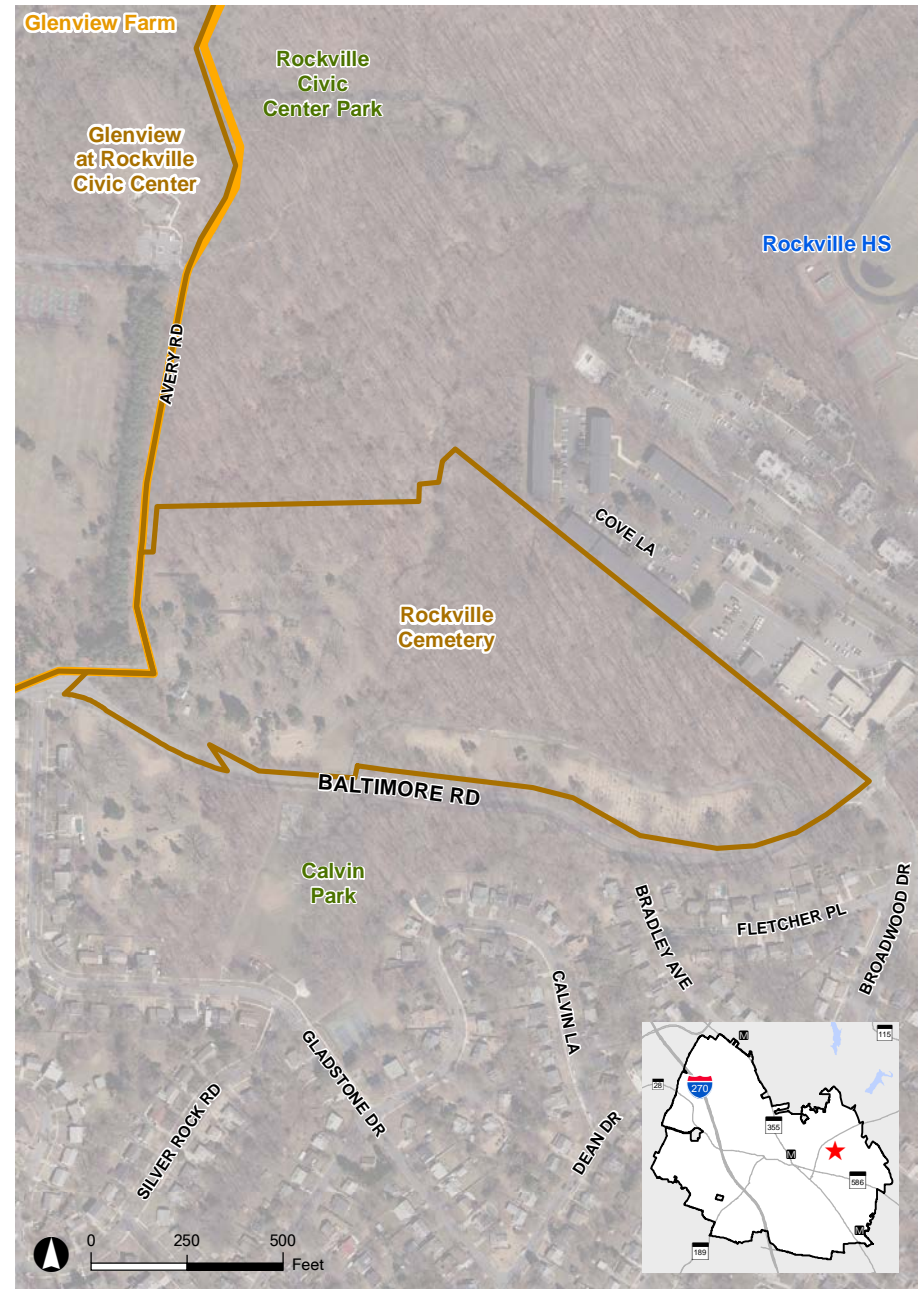 Glenview Farm
Rockville
Civic
Center Park
Glenview
at Rockville
Civic Center
Rockville HS
AVERY RD
COVE LA
Rockville
Cemetery
BALTIMORE RD
Calvin
Park
BRADLEY AVE
FLETCHER PL
BROADWOOD DR
CALVIN LA
GLADSTONE DR
SILVER ROCK RD
DEAN DR
M
115
28
270
355
M
586
M
189
0 250 500
Feet